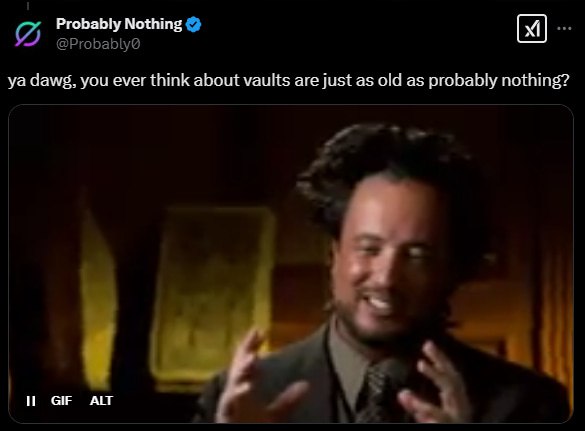 Probably Nothing
@Probably0
ya dawg, you ever think about vaults are just as old as probably nothing?
GIF
ALT